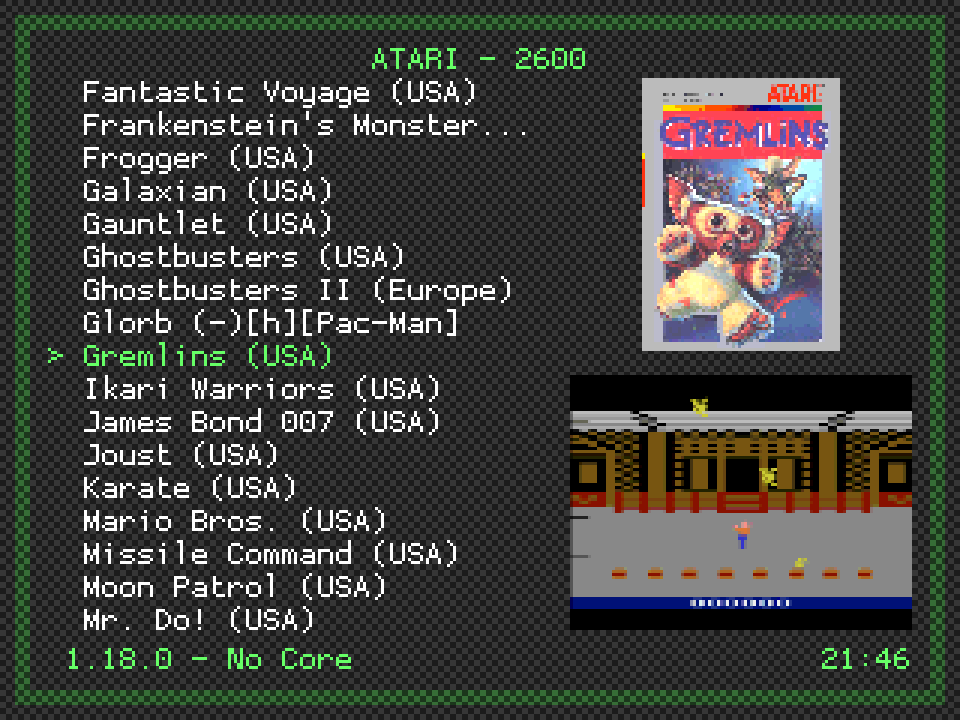 ATARI - 2600
Fantastic Voyage (USA)
Frankenstein's Monster...
Frogger (USA)
Galaxian (USA)
Gauntlet (USA)
Ghostbusters (USA)
Ghostbusters II (Europe)
Glorb (-)[h][Pac-Man]
> Gremlins (USA)
Ikari Warriors (USA)
James Bond 007 (USA)
Joust (USA)
Karate (USA)
Mario Bros. (USA)
Missile Command (USA)
Moon Patrol (USA)
Mr. Do! (USA)
1.18.0 - No Core
21:46
ATARI
GREMLINS